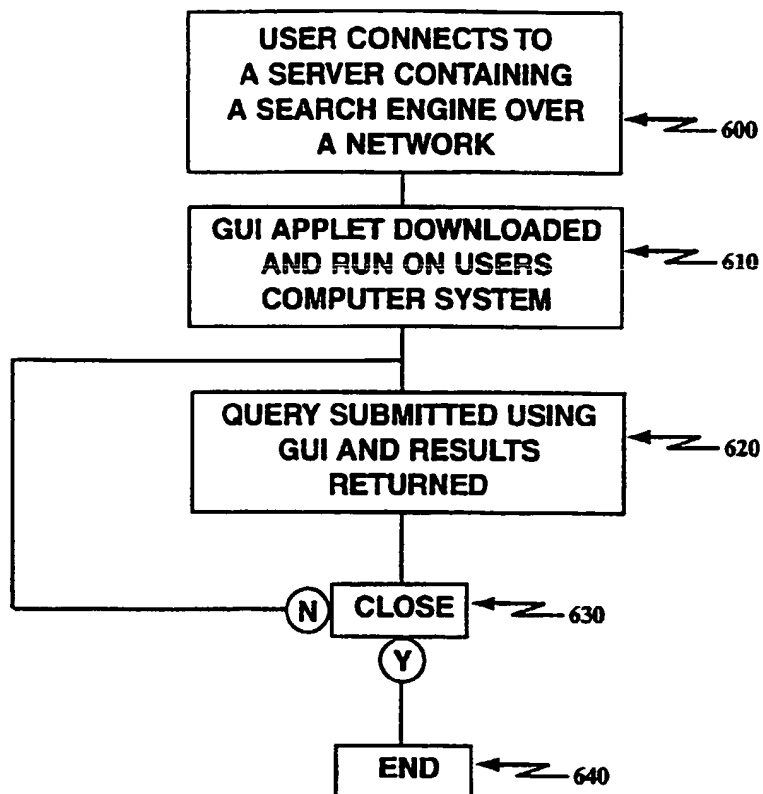 USER CONNECTS TO
A SERVER CONTAINING
A SEARCH ENGINE OVER
A NETWORK
600
GUI APPLET DOWNLOADED
AND RUN ON USERS
COMPUTER SYSTEM
610
QUERY SUBMITTED USING
GUI AND RESULTS
RETURNED
620
N
CLOSE
630
Y
END
640